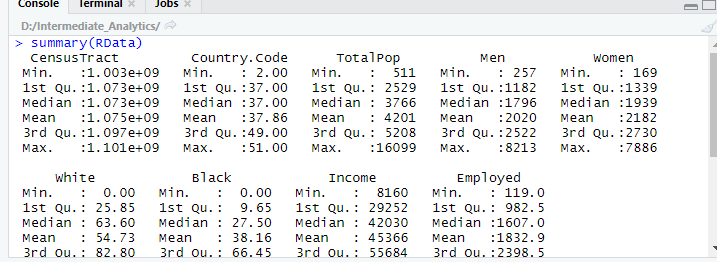 Console Terminal × Jobs ×
D:/Intermediate_Analytics/
> summary(RData)
CensusTract Country.Code TotalPop Men Women
Min. :1.003e+09 Min. : 2.00 Min. : 511 Min. : 257 Min. : 169
1st Qu.:1.073e+09 1st Qu.:37.00 1st Qu.: 2529 1st Qu.:1182 1st Qu.:1339
Median :1.073e+09 Median :37.00 Median : 3766 Median :1796 Median :1939
Mean :1.075e+09 Mean :37.86 Mean : 4201 Mean :2020 Mean :2182
3rd Qu.:1.097e+09 3rd Qu.:49.00 3rd Qu.: 5208 3rd Qu.:2522 3rd Qu.:2730
Max. :1.101e+09 Max. :51.00 Max. :16099 Max. :8213 Max. :7886
White Black Income Employed
Min. : 0.00 Min. : 0.00 Min. : 8160 Min. : 119.0
1st Qu.: 25.85 1st Qu.: 9.65 1st Qu.: 29252 1st Qu.: 982.5
Median : 63.60 Median : 27.50 Median : 42030 Median :1607.0
Mean : 54.73 Mean : 38.16 Mean : 45366 Mean :1832.9
3rd Qu.: 82.80 3rd Qu.: 66.45 3rd Qu.: 55684 3rd Qu.:2398.5